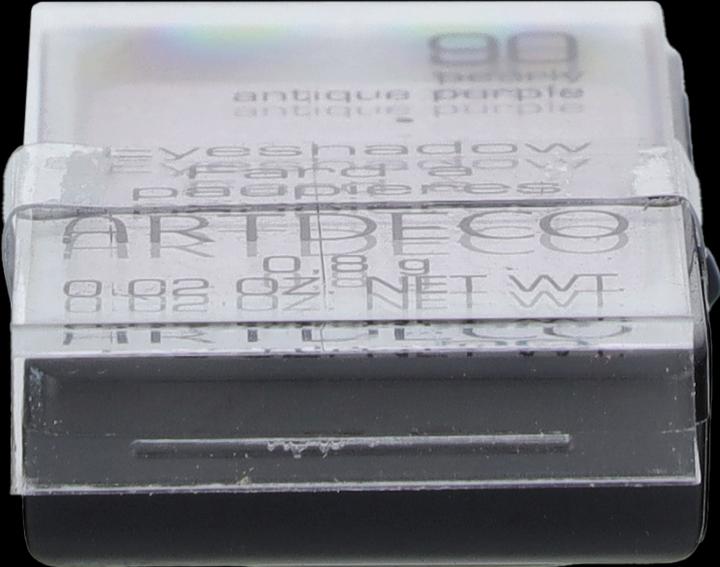 90
pearly
antique purple
Eyeshadow
Fard à
paupières
ARTDECO
0.8 g
0.02 OZ. NET WT.